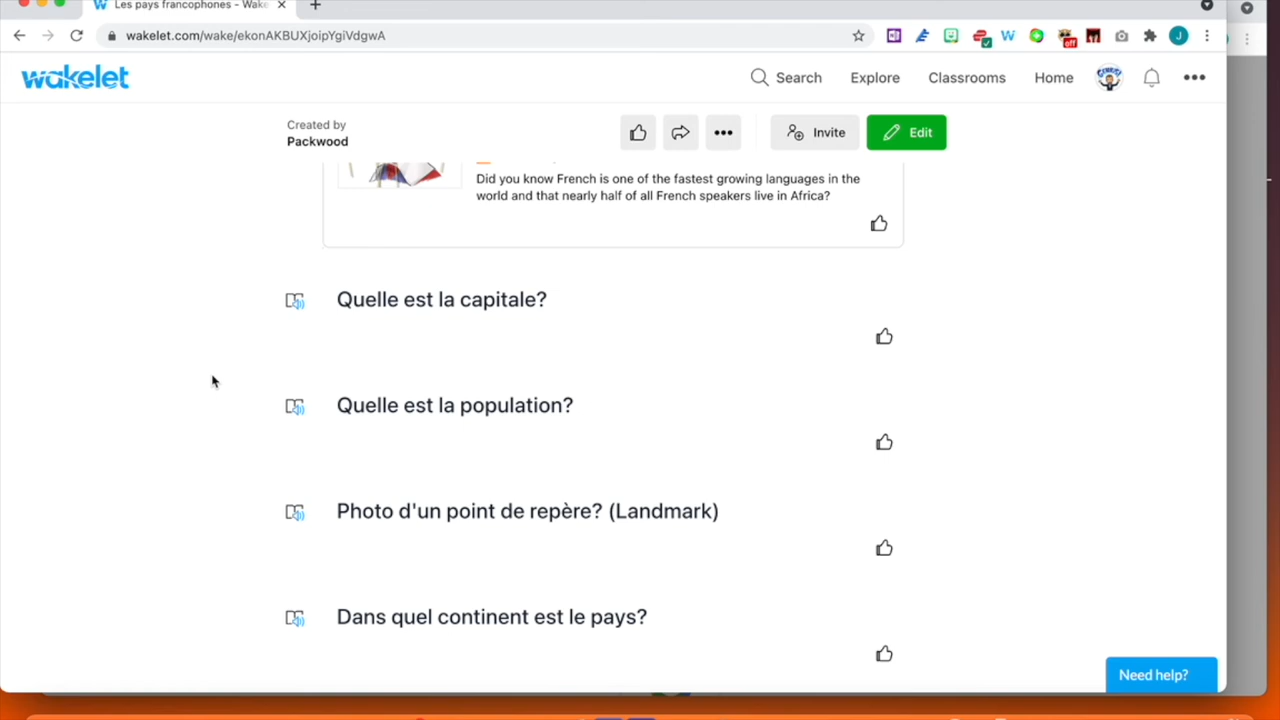 Les pays francophones - Wake
wakelet.com/wake/ekonAKBUXjoipYgiVdgwA
off
J
wakelet
Search
Explore
Classrooms
Home
Created by
Packwood
Invite
Edit
Did you know French is one of the fastest growing languages in the
world and that nearly half of all French speakers live in Africa?
Quelle est la capitale?
Quelle est la population?
Photo d'un point de repère? (Landmark)
Dans quel continent est le pays?
Need help?